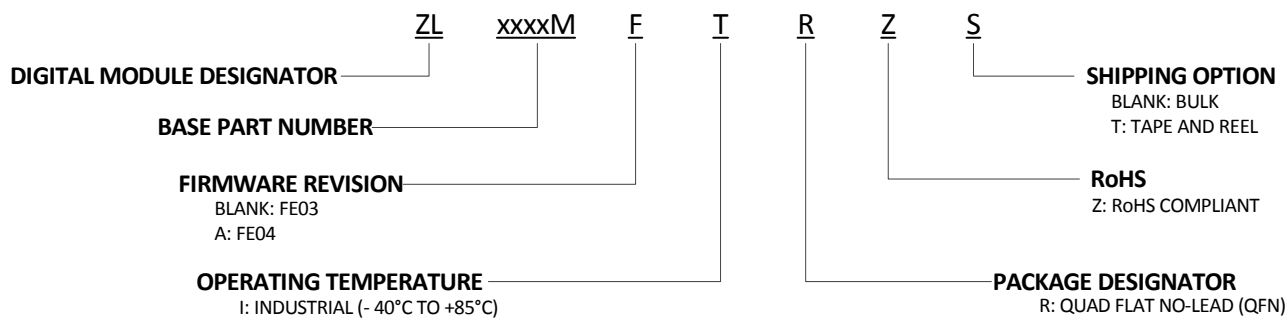 ZL xxxxM F T R Z S
DIGITAL MODULE DESIGNATOR
BASE PART NUMBER
FIRMWARE REVISION
BLANK: FE03
A: FE04
OPERATING TEMPERATURE
I: INDUSTRIAL (- 40°C TO +85°C)
SHIPPING OPTION
BLANK: BULK
T: TAPE AND REEL
RoHS
Z: RoHS COMPLIANT
PACKAGE DESIGNATOR
R: QUAD FLAT NO-LEAD (QFN)